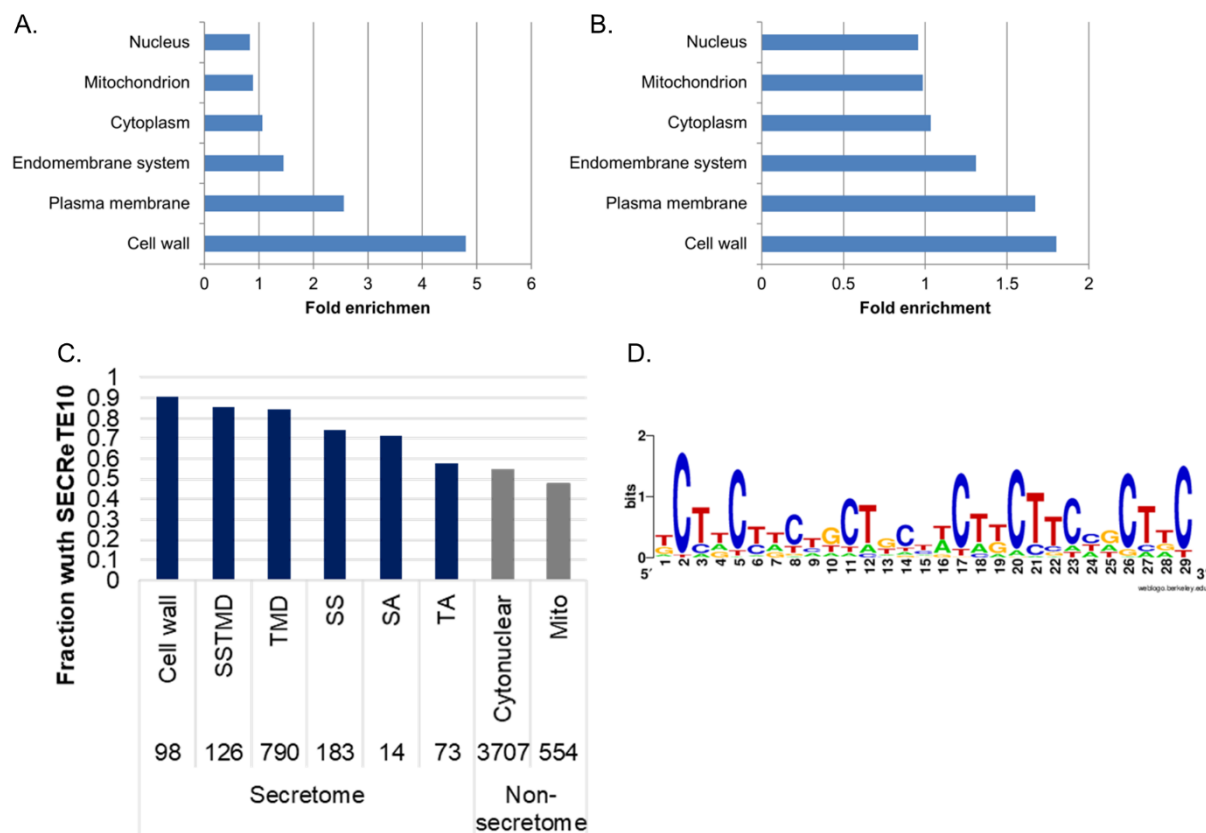 A.
Nucleus
Mitochondrion
Cytoplasm
Endomembrane system
Plasma membrane
Cell wall
0 1 2 3 4 5 6
Fold enrichmen
B.
Nucleus
Mitochondrion
Cytoplasm
Endomembrane system
Plasma membrane
Cell wall
0 0.5 1 1.5 2
Fold enrichment
C.
Fraction wuth SECReTE10
1
0.9
0.8
0.7
0.6
0.5
0.4
0.3
0.2
0.1
0
Cell wall SSTMD TMD SS SA TA Cytonuclear Mito
98 126 790 183 14 73 3707 554
Secretome Non-
secretome
D.
bits
2
1
0
5′ 1 2 3 4 5 6 7 8 9 10 11 12 13 14 15 16 17 18 19 20 21 22 23 24 25 26 27 28 29 3′
weblogo.berkeley.edu